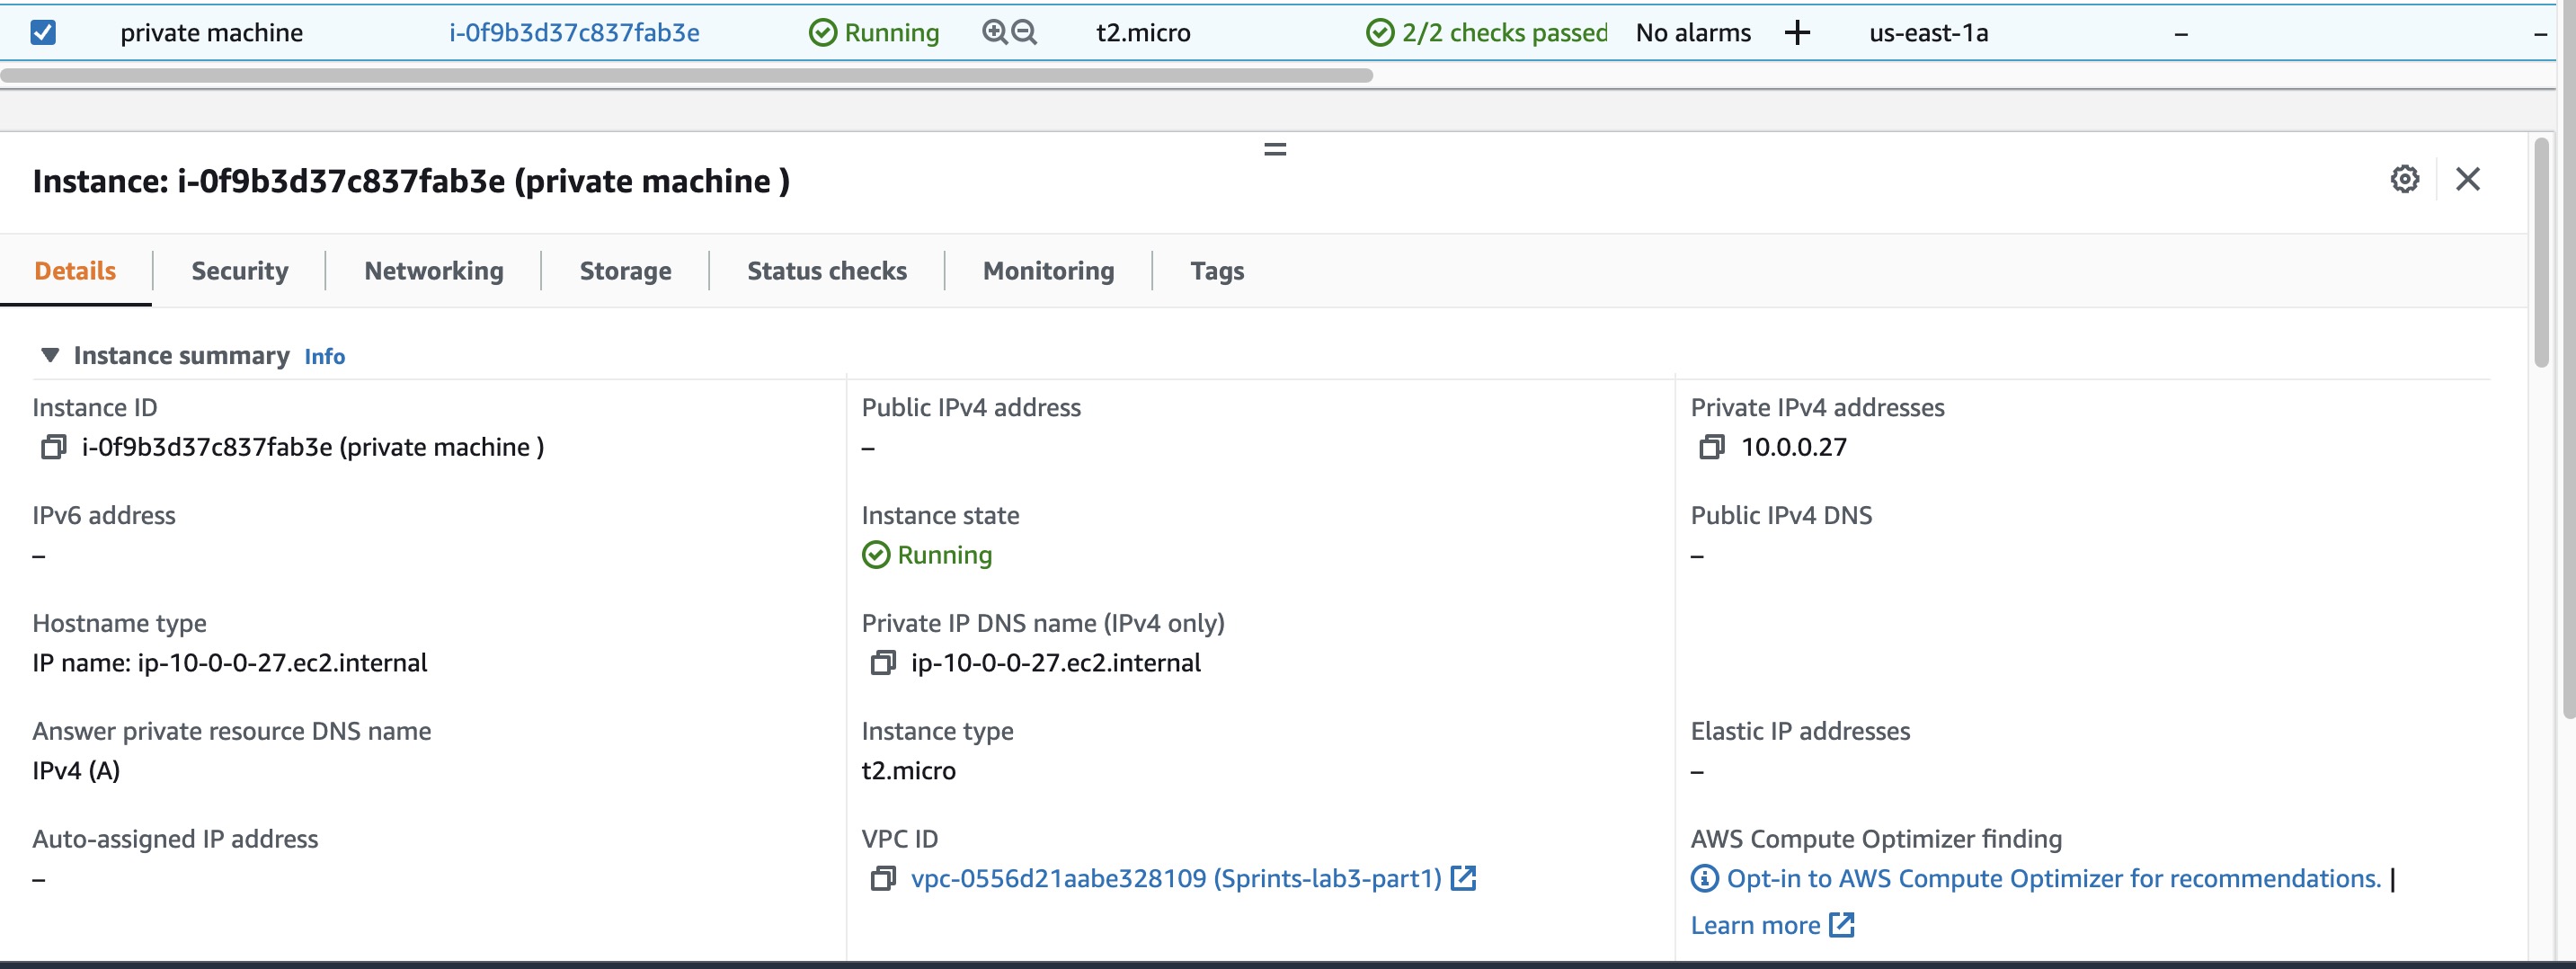 private machine i-0f9b3d37c837fab3e Running t2.micro 2/2 checks passed No alarms + us-east-1a – –
Instance: i-0f9b3d37c837fab3e (private machine )
Details Security Networking Storage Status checks Monitoring Tags
Instance summary Info
Instance ID Public IPv4 address Private IPv4 addresses
i-0f9b3d37c837fab3e (private machine ) – 10.0.0.27
IPv6 address Instance state Public IPv4 DNS
– Running –
Hostname type Private IP DNS name (IPv4 only)
IP name: ip-10-0-0-27.ec2.internal ip-10-0-0-27.ec2.internal
Answer private resource DNS name Instance type Elastic IP addresses
IPv4 (A) t2.micro –
Auto-assigned IP address VPC ID AWS Compute Optimizer finding
– vpc-0556d21aabe328109 (Sprints-lab3-part1) Opt-in to AWS Compute Optimizer for recommendations. |
Learn more